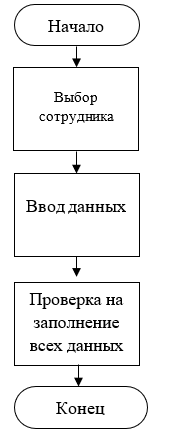 Начало
Выбор
сотрудника
Ввод данных
Проверка на
заполнение
всех данных
Конец